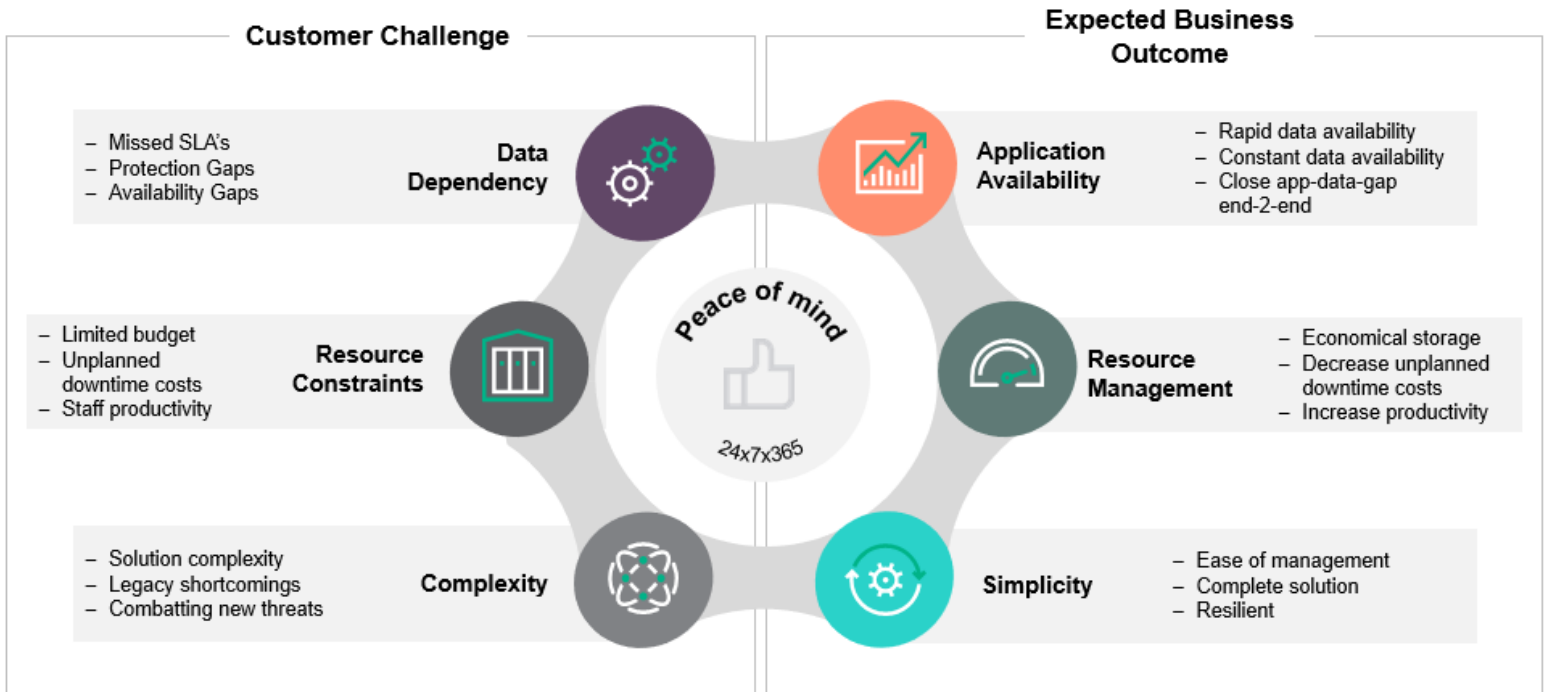 Customer Challenge
– Missed SLA's
– Protection Gaps
– Availability Gaps
Data
Dependency
– Limited budget
– Unplanned
downtime costs
– Staff productivity
Resource
Constraints
– Solution complexity
– Legacy shortcomings
– Combatting new threats
Complexity
Peace of mind
24x7x365
Expected Business
Outcome
Application
Availability
– Rapid data availability
– Constant data availability
– Close app-data-gap
end-2-end
Resource
Management
– Economical storage
– Decrease unplanned
downtime costs
– Increase productivity
Simplicity
– Ease of management
– Complete solution
– Resilient